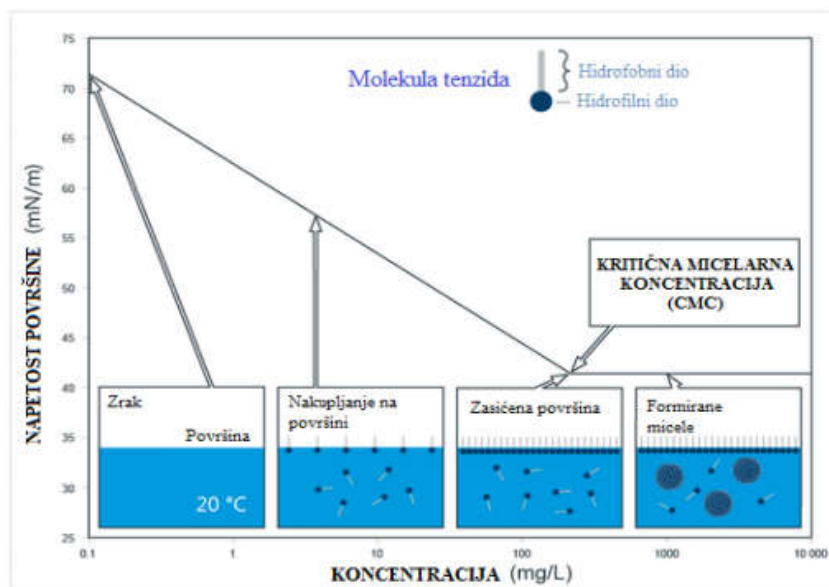 Molekula tenzida
Hidrofobni dio
Hidrofilni dio
NAPETOST POVRŠINE (mN/m)
75
70
65
60
55
50
45
40
35
30
25
KRITIČNA MICELARNA
KONCENTRACIJA
(CMC)
Zrak
Površina
20 °C
Nakupljanje na
površini
Zasićena površina
Formirane
micele
0.1
1
10
100
1000
10 000
KONCENTRACIJA (mg/L)